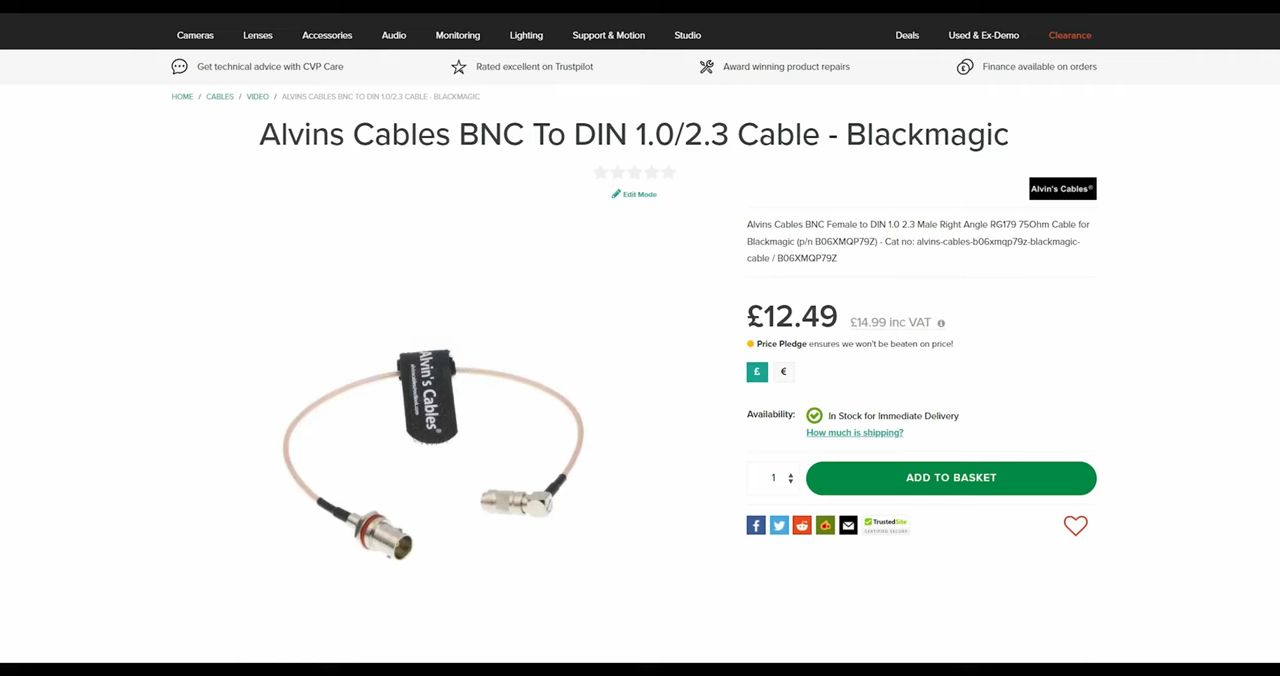 Cameras Lenses Accessories Audio Monitoring Lighting Support & Motion Studio Deals Used & Ex-Demo Clearance
Get technical advice with CVP Care Rated excellent on Trustpilot Award winning product repairs Finance available on orders
HOME / CABLES / VIDEO / ALVINS CABLES BNC TO DIN 1.0/2.3 CABLE - BLACKMAGIC
Alvins Cables BNC To DIN 1.0/2.3 Cable - Blackmagic
Edit Mode
Alvin's Cables®
Alvins Cables BNC Female to DIN 1.0 2.3 Male Right Angle RG179 75Ohm Cable for
Blackmagic (p/n B06XMQP79Z) - Cat no: alvins-cables-b06xmqp79z-blackmagic-
cable / B06XMQP79Z
£12.49 £14.99 inc VAT
Price Pledge ensures we won't be beaten on price!
£ €
Availability: In Stock for Immediate Delivery
How much is shipping?
1 ADD TO BASKET
TrustedSite
CERTIFIED SECURE
Alvin's Cables®